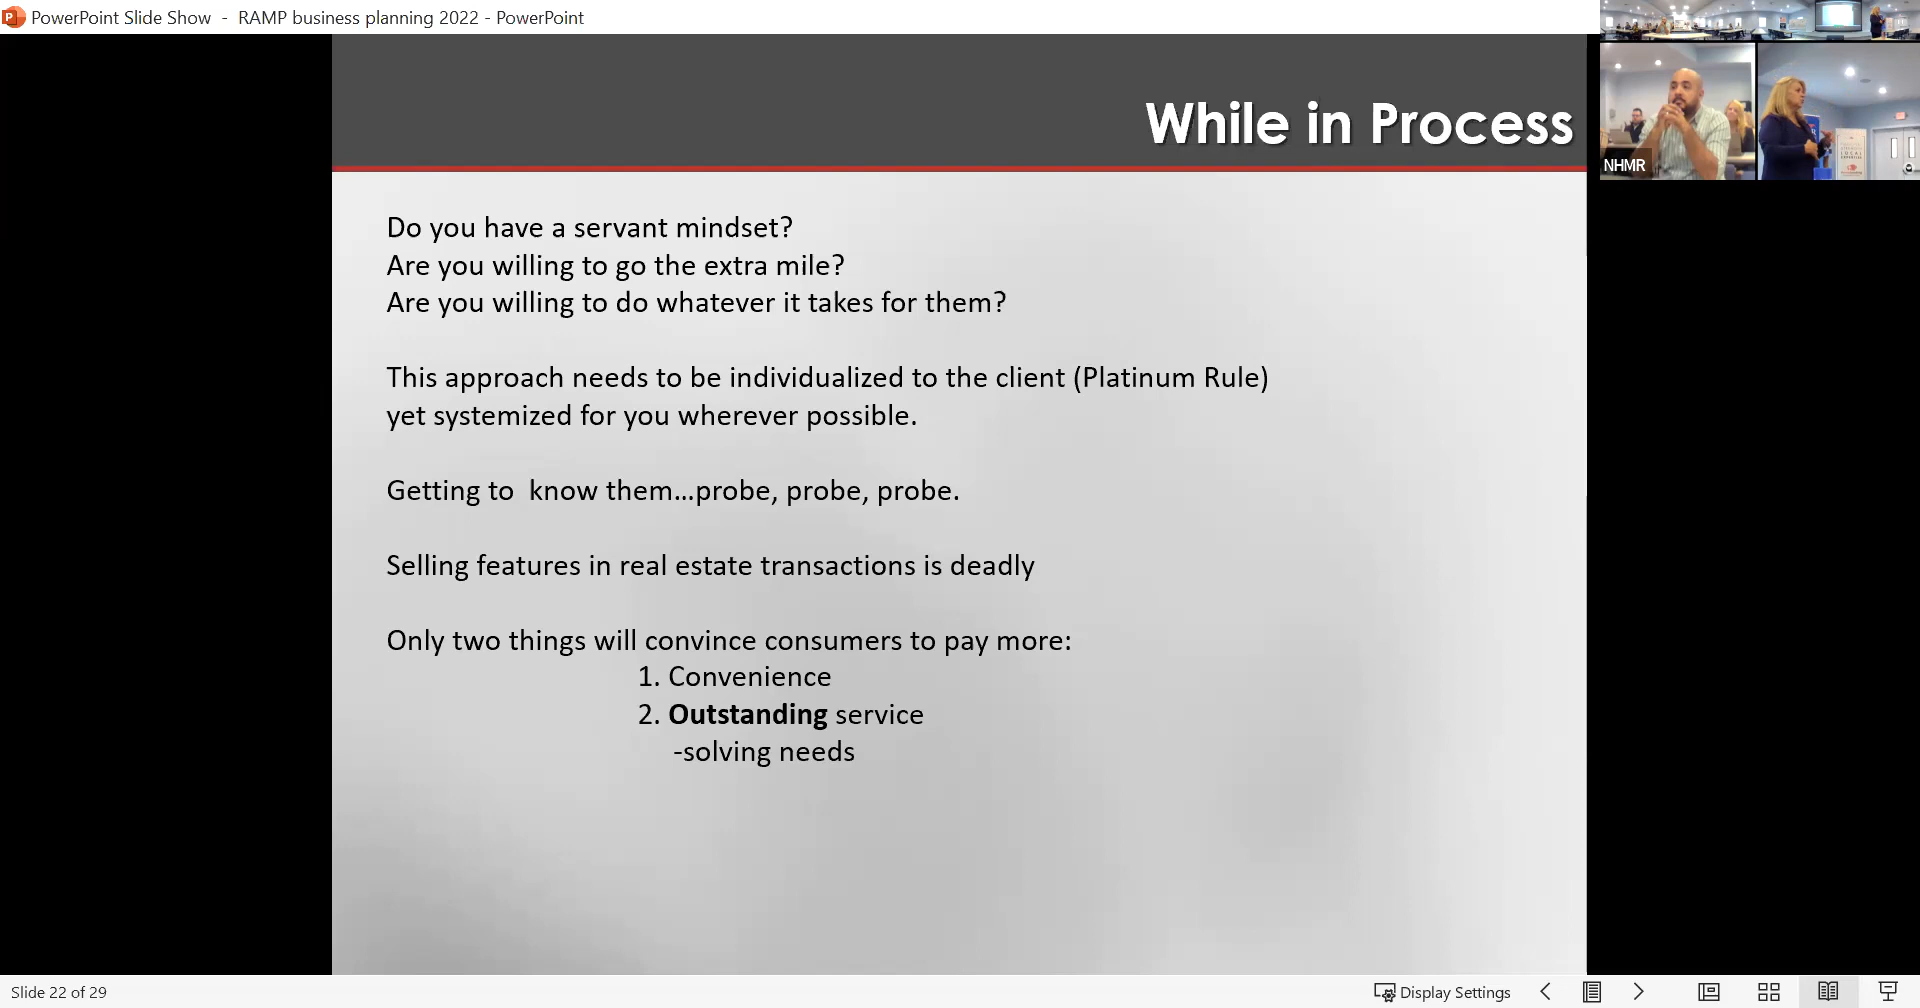 PowerPoint Slide Show - RAMP business planning 2022 - PowerPoint
While in Process
NHMR
Do you have a servant mindset?
Are you willing to go the extra mile?
Are you willing to do whatever it takes for them?
This approach needs to be individualized to the client (Platinum Rule)
yet systemized for you wherever possible.
Getting to  know them...probe, probe, probe.
Selling features in real estate transactions is deadly
Only two things will convince consumers to pay more:
1. Convenience
2. Outstanding service
-solving needs
Slide 22 of 29
Display Settings